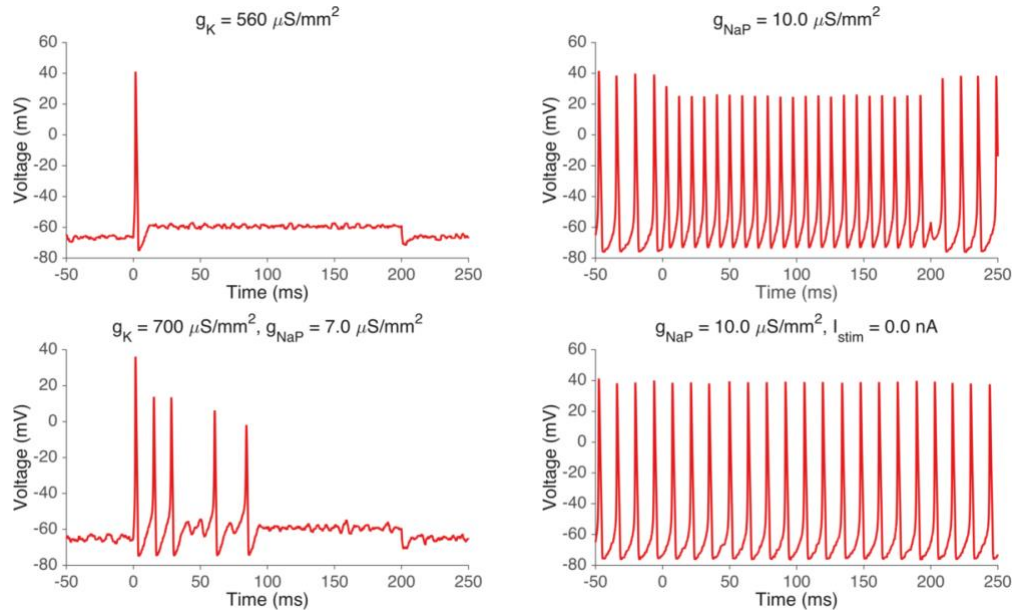 g_K = 560 μS/mm²
60
40
20
0
-20
-40
-60
-80
Voltage (mV)
-50 0 50 100 150 200 250
Time (ms)
g_NaP = 10.0 μS/mm²
60
40
20
0
-20
-40
-60
-80
Voltage (mV)
-50 0 50 100 150 200 250
Time (ms)
g_K = 700 μS/mm², g_NaP = 7.0 μS/mm²
40
20
0
-20
-40
-60
-80
Voltage (mV)
-50 0 50 100 150 200 250
Time (ms)
g_NaP = 10.0 μS/mm², I_stim = 0.0 nA
60
40
20
0
-20
-40
-60
-80
Voltage (mV)
-50 0 50 100 150 200 250
Time (ms)